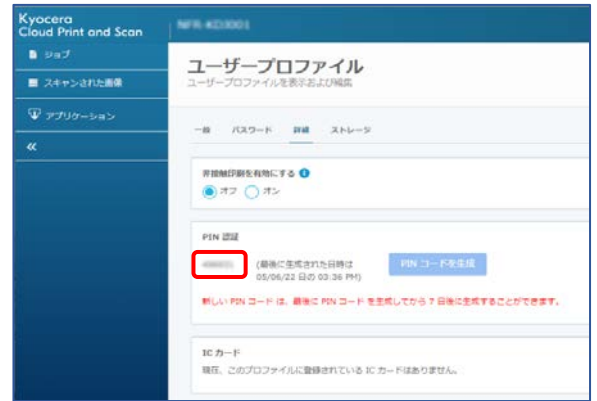 Kyocera
Cloud Print and Scan
ジョブ
スキャンされた画像
アプリケーション
«
ユーザープロファイル
ユーザープロファイルを表示および編集
一般 パスワード 詳細 ストレージ
非接触印刷を有効にする
オフ オン
PIN 認証
(最後に生成された日時は
05/06/22 日の 03:36 PM)
PIN コードを生成
新しい PIN コード は、最後に PIN コード を生成してから 7 日後に生成することができます。
IC カード
現在、このプロファイルに登録されている IC カードはありません。